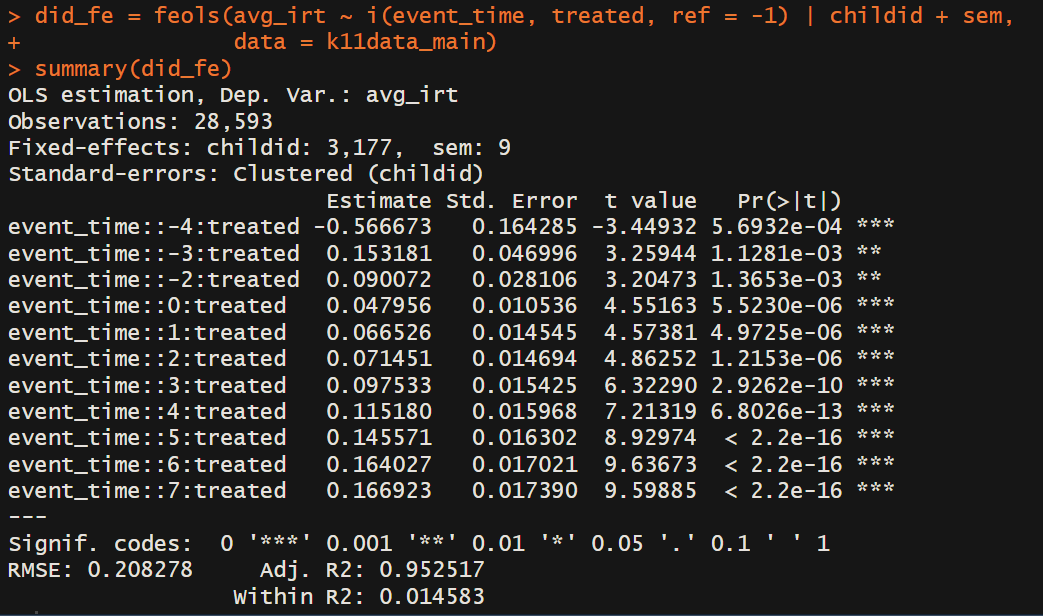 > did_fe = feols(avg_irt ~ i(event_time, treated, ref = -1) | childid + sem,
+                data = k11data_main)
> summary(did_fe)
OLS estimation, Dep. Var.: avg_irt
Observations: 28,593
Fixed-effects: childid: 3,177,  sem: 9
Standard-errors: Clustered (childid)
                       Estimate Std. Error  t value   Pr(>|t|)
event_time::-4:treated -0.566673   0.164285 -3.44932 5.6932e-04 ***
event_time::-3:treated  0.153181   0.046996  3.25944 1.1281e-03 **
event_time::-2:treated  0.090072   0.028106  3.20473 1.3653e-03 **
event_time::0:treated   0.047956   0.010536  4.55163 5.5230e-06 ***
event_time::1:treated   0.066526   0.014545  4.57381 4.9725e-06 ***
event_time::2:treated   0.071451   0.014694  4.86252 1.2153e-06 ***
event_time::3:treated   0.097533   0.015425  6.32290 2.9262e-10 ***
event_time::4:treated   0.115180   0.015968  7.21319 6.8026e-13 ***
event_time::5:treated   0.145571   0.016302  8.92974  < 2.2e-16 ***
event_time::6:treated   0.164027   0.017021  9.63673  < 2.2e-16 ***
event_time::7:treated   0.166923   0.017390  9.59885  < 2.2e-16 ***
---
Signif. codes:  0 '***' 0.001 '**' 0.01 '*' 0.05 '.' 0.1 ' ' 1
RMSE: 0.208278     Adj. R2: 0.952517
                 Within R2: 0.014583